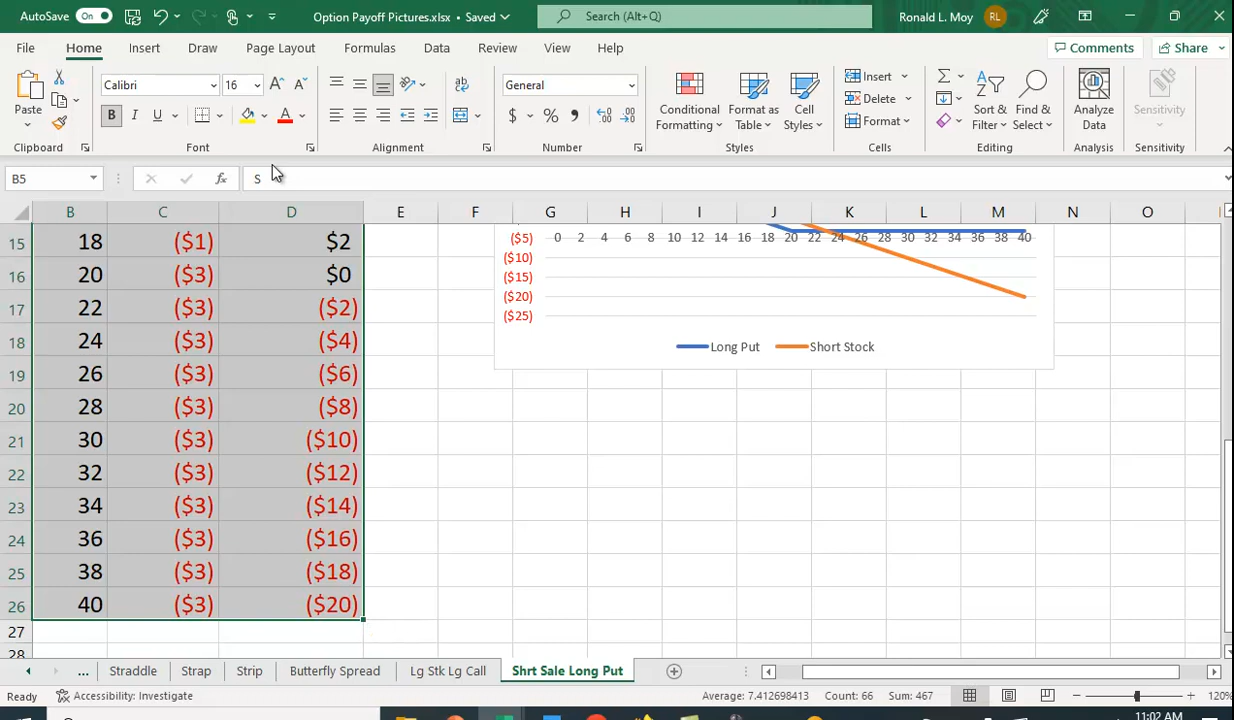 AutoSave On Option Payoff Pictures.xlsx • Saved Search (Alt+Q) Ronald L. Moy RL
File Home Insert Draw Page Layout Formulas Data Review View Help Comments Share
Paste Calibri 16 A A General Conditional Formatting Format as Table Cell Styles Insert Delete Format Sort & Filter Find & Select Analyze Data Sensitivity
B I U A $ % 9
Clipboard Font Alignment Number Styles Cells Editing Analysis Sensitivity
B5 fx S
B C D E F G H I J K L M N O
15 18 ($1) $2
16 20 ($3) $0
17 22 ($3) ($2)
18 24 ($3) ($4)
19 26 ($3) ($6)
20 28 ($3) ($8)
21 30 ($3) ($10)
22 32 ($3) ($12)
23 34 ($3) ($14)
24 36 ($3) ($16)
25 38 ($3) ($18)
26 40 ($3) ($20)
27
28
($5) 0 2 4 6 8 10 12 14 16 18 20 22 24 26 28 30 32 34 36 38 40
($10)
($15)
($20)
($25)
Long Put Short Stock
... Straddle Strap Strip Butterfly Spread Lg Stk Lg Call Shrt Sale Long Put
Ready Accessibility: Investigate Average: 7.412698413 Count: 66 Sum: 467 120%
11:02 AM